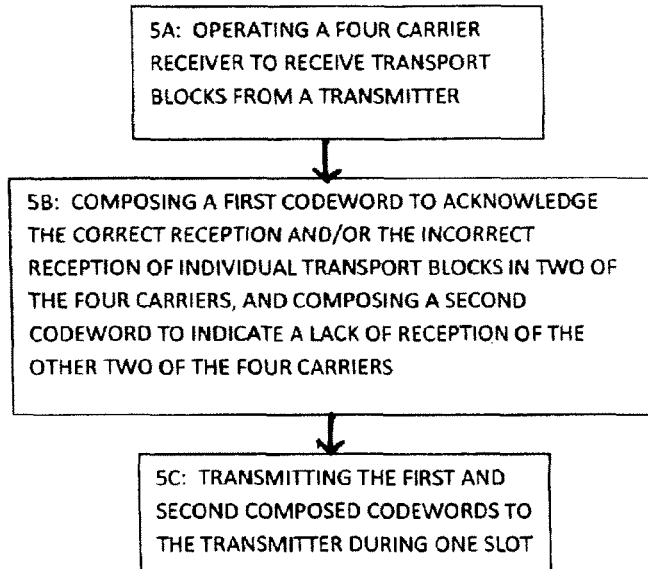 5A: OPERATING A FOUR CARRIER
RECEIVER TO RECEIVE TRANSPORT
BLOCKS FROM A TRANSMITTER
5B: COMPOSING A FIRST CODEWORD TO ACKNOWLEDGE
THE CORRECT RECEPTION AND/OR THE INCORRECT
RECEPTION OF INDIVIDUAL TRANSPORT BLOCKS IN TWO OF
THE FOUR CARRIERS, AND COMPOSING A SECOND
CODEWORD TO INDICATE A LACK OF RECEPTION OF THE
OTHER TWO OF THE FOUR CARRIERS
5C: TRANSMITTING THE FIRST AND
SECOND COMPOSED CODEWORDS TO
THE TRANSMITTER DURING ONE SLOT